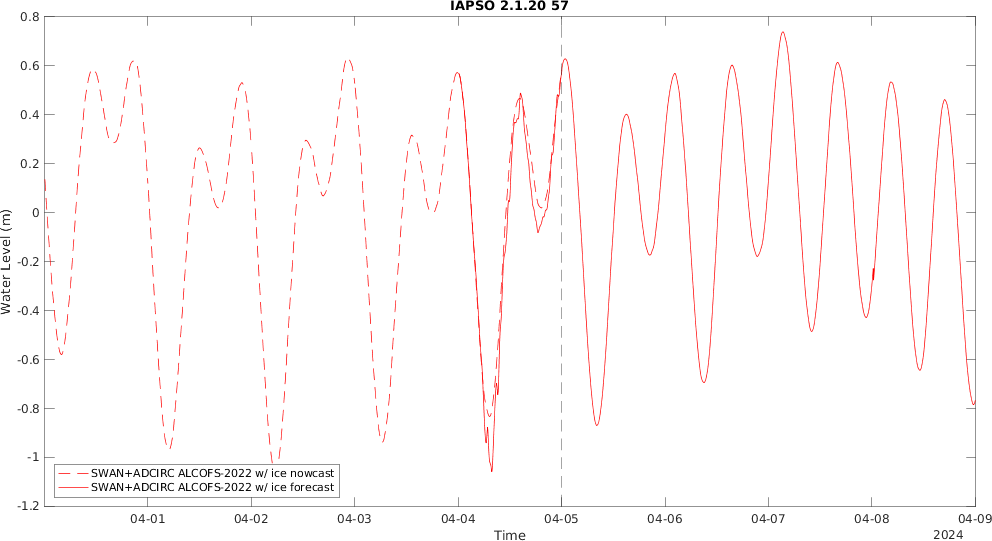 IAPSO 2.1.20 57
0.8
0.6
0.4
0.2
0
-0.2
-0.4
-0.6
-0.8
-1
-1.2
Water Level (m)
SWAN+ADCIRC ALCOFS-2022 w/ ice nowcast
SWAN+ADCIRC ALCOFS-2022 w/ ice forecast
04-01 04-02 04-03 04-04 04-05 04-06 04-07 04-08 04-09
Time
2024